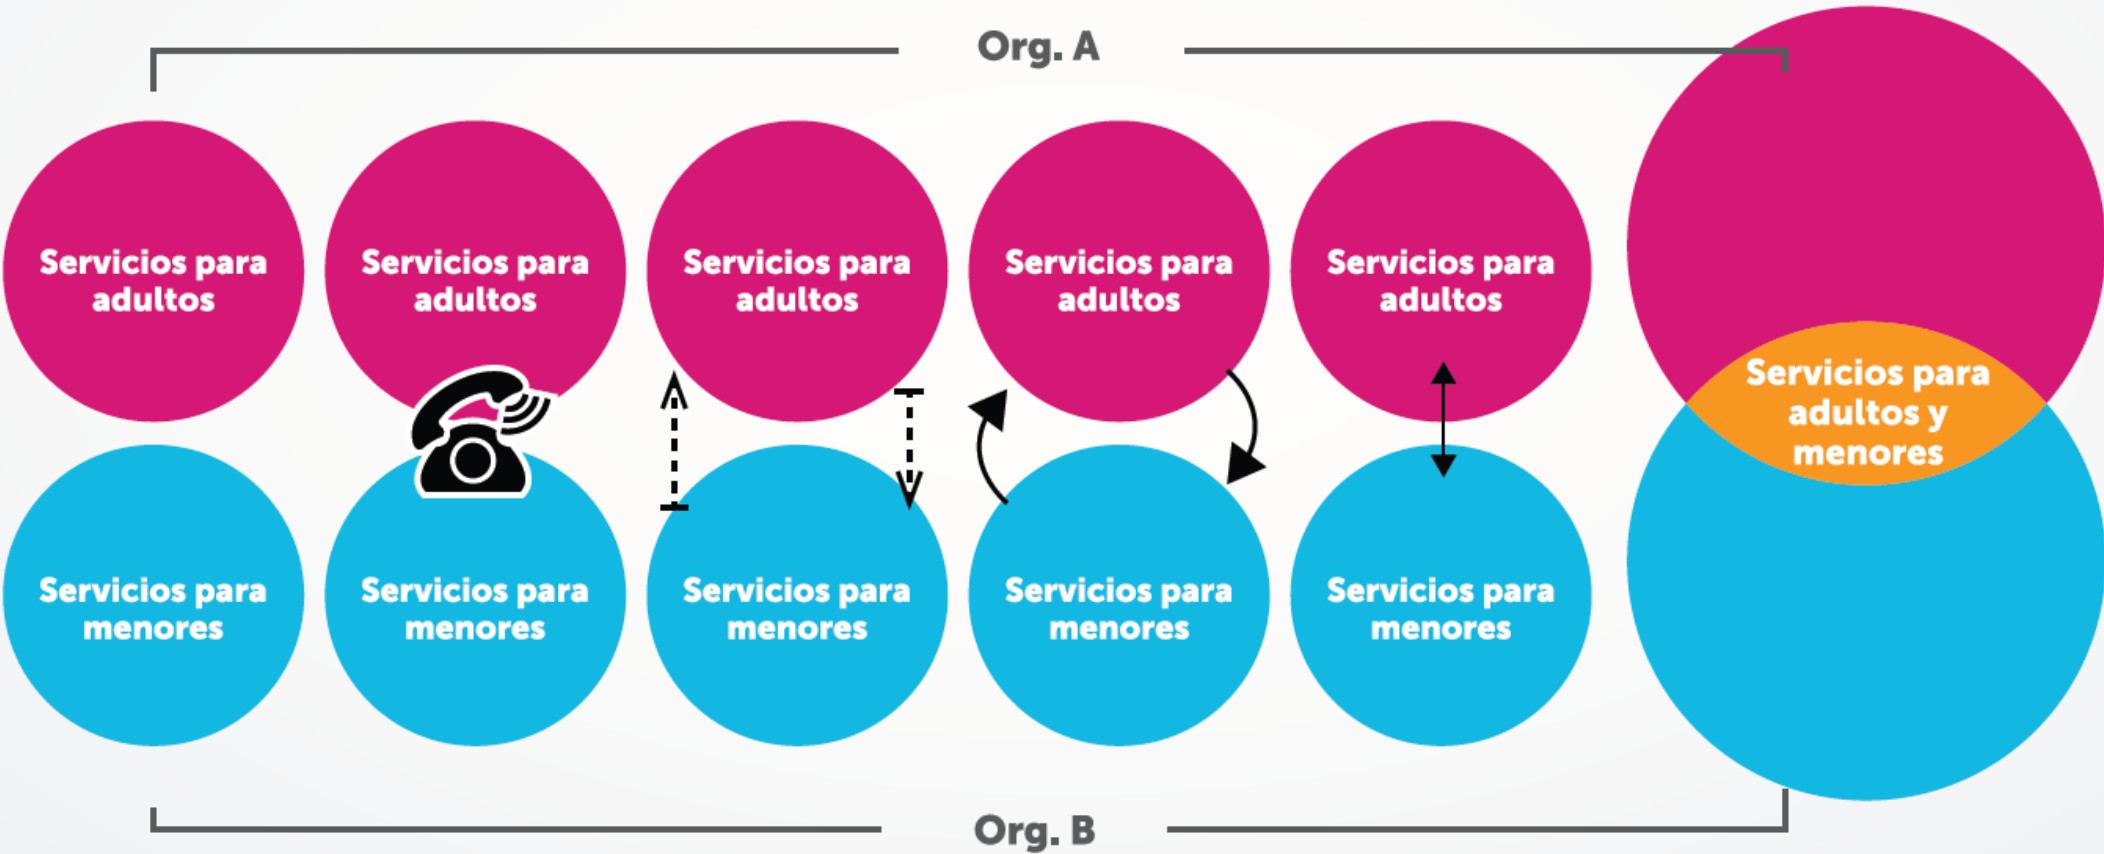 Org. A
Servicios para
adultos
Servicios para
adultos
Servicios para
adultos
Servicios para
adultos
Servicios para
adultos
Servicios para
adultos y
menores
Servicios para
menores
Servicios para
menores
Servicios para
menores
Servicios para
menores
Servicios para
menores
Org. B